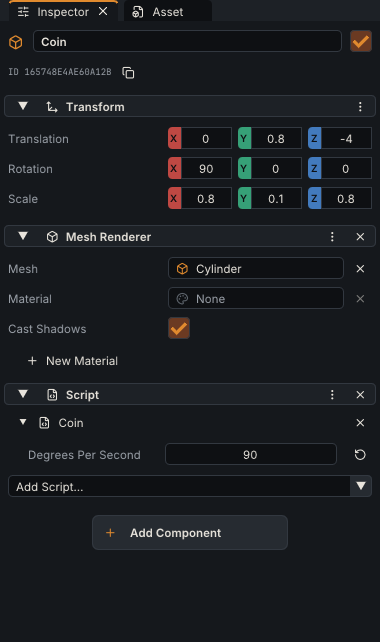 Inspector Asset
Coin
ID 165748E4AE60A12B
Transform
Translation X 0 Y 0.8 Z -4
Rotation X 90 Y 0 Z 0
Scale X 0.8 Y 0.1 Z 0.8
Mesh Renderer
Mesh Cylinder
Material None
Cast Shadows
New Material
Script
Coin
Degrees Per Second 90
Add Script...
Add Component